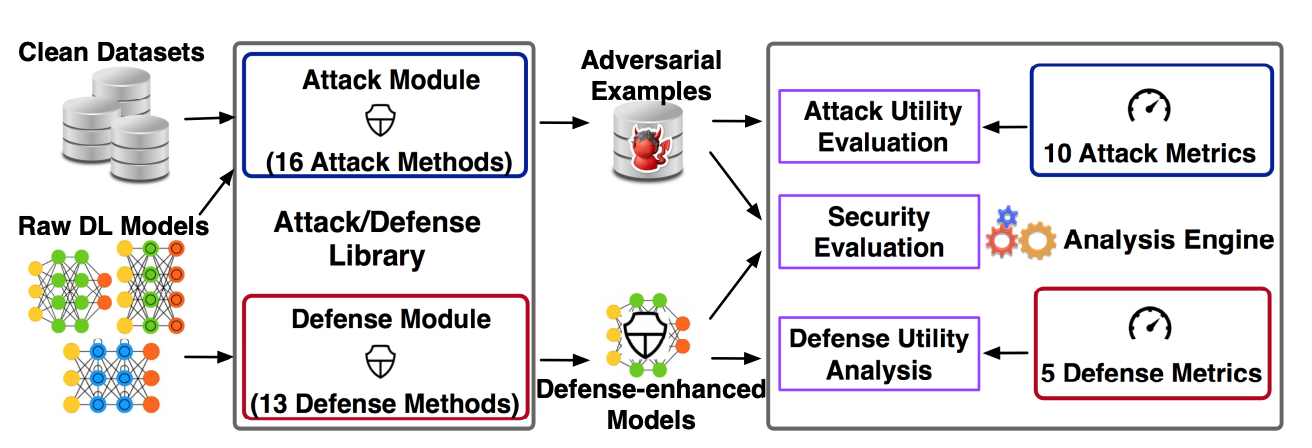 Clean Datasets
Raw DL Models
Attack Module
(16 Attack Methods)
Attack/Defense
Library
Defense Module
(13 Defense Methods)
Adversarial
Examples
Defense-enhanced
Models
Attack Utility
Evaluation
Security
Evaluation
Defense Utility
Analysis
10 Attack Metrics
Analysis Engine
5 Defense Metrics